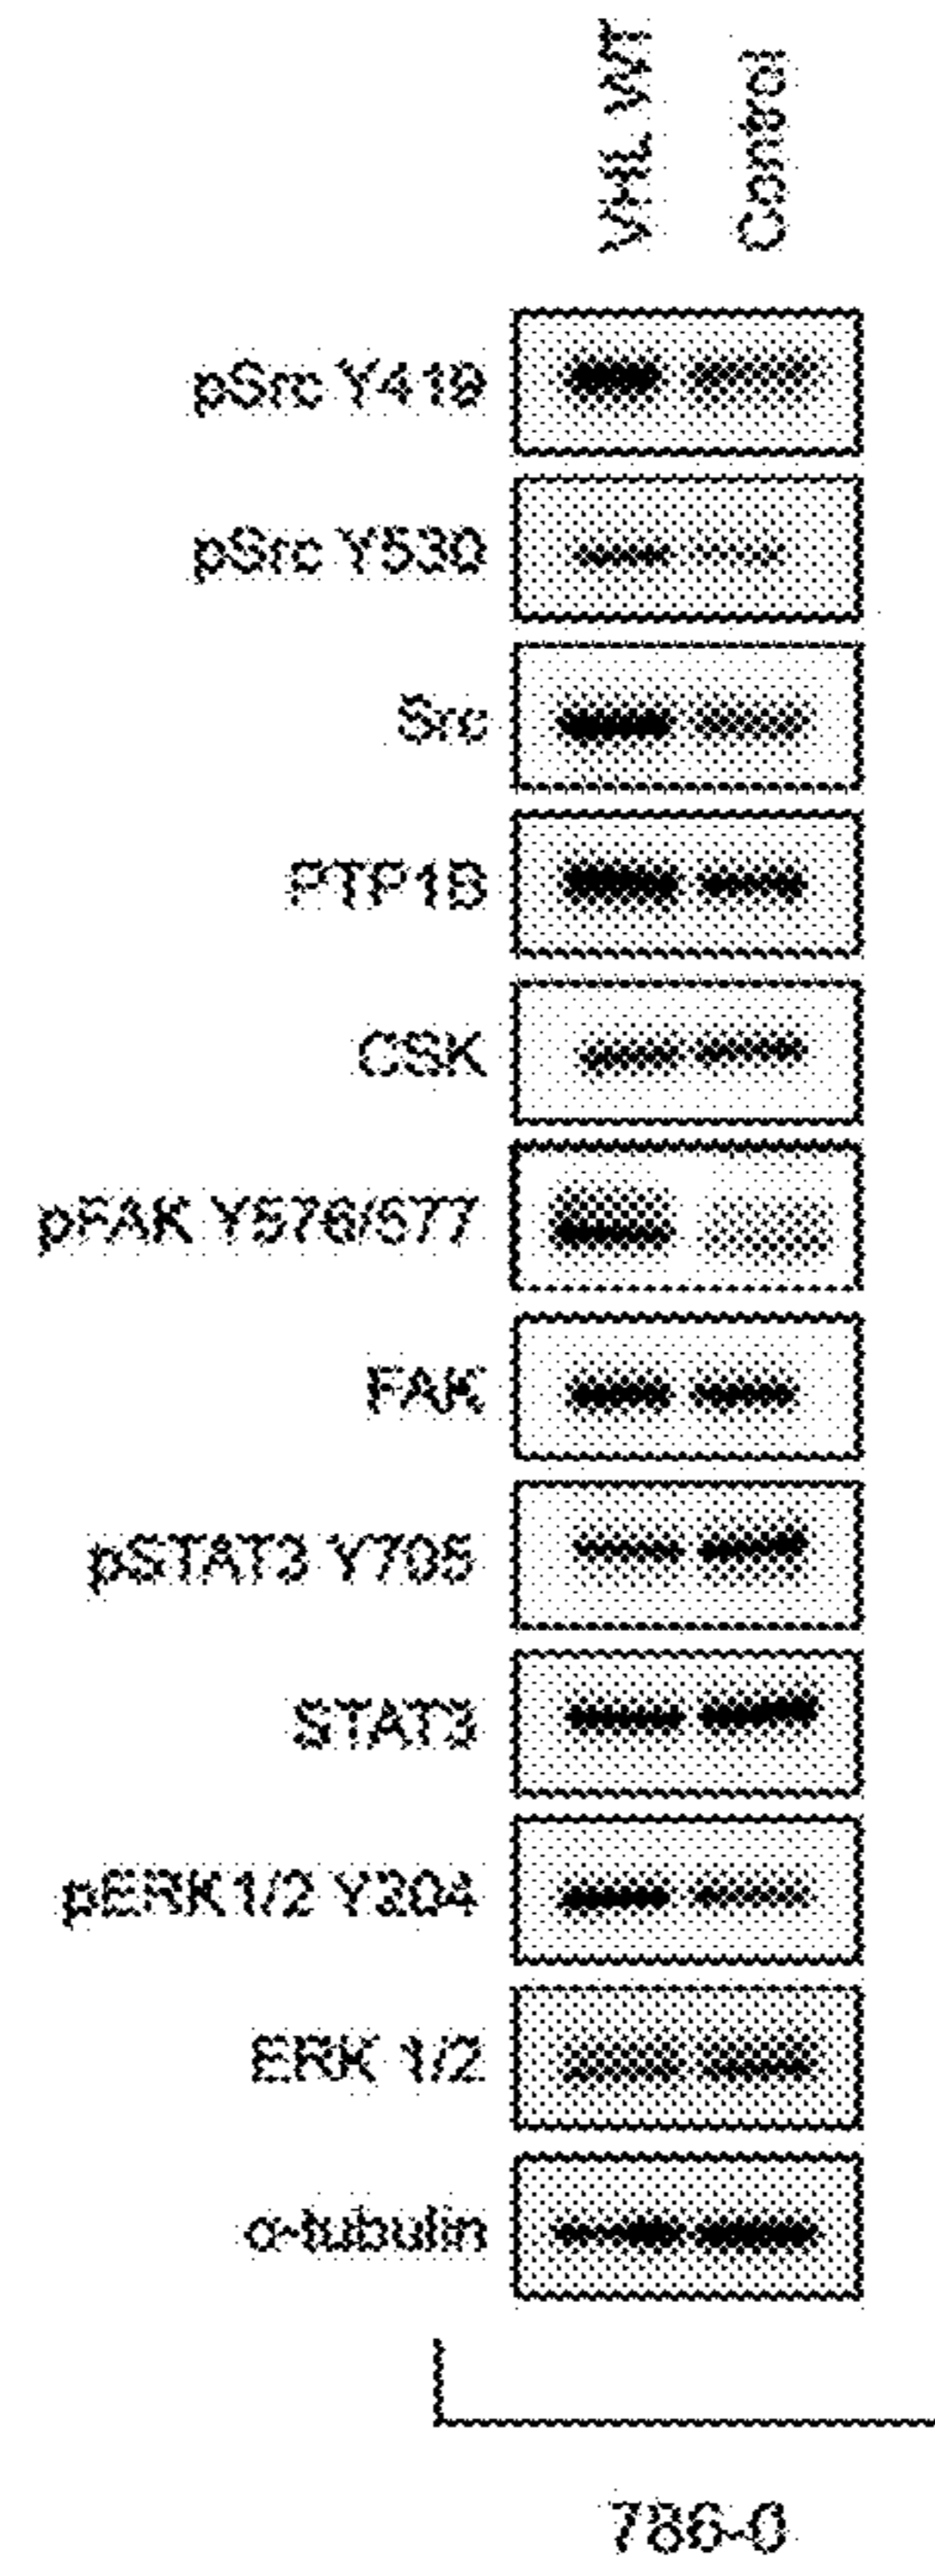 VHL WT
Control
pSrc Y419
pSrc Y530
Src
PTP1B
CSK
pFAK Y576/577
FAK
pSTAT3 Y705
STAT3
pERK1/2 Y204
ERK 1/2
α-tubulin
786-0